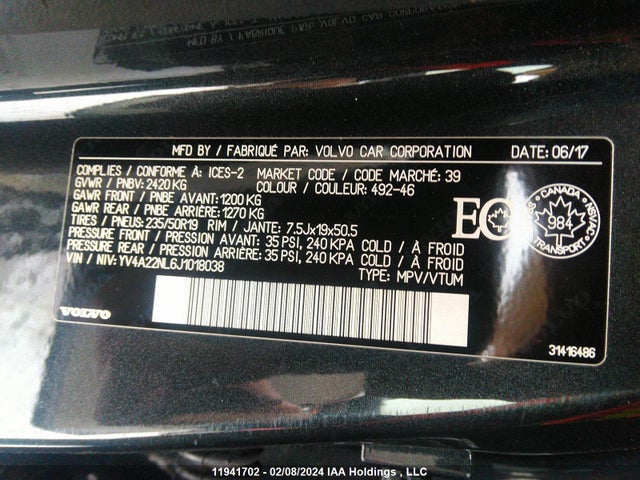 MFD BY / FABRIQUÉ PAR: VOLVO CAR CORPORATION DATE: 06/17
COMPLIES / CONFORME À: ICES-2 MARKET CODE / CODE MARCHÉ: 39
GVWR / PNBV: 2420 KG COLOUR / COULEUR: 492-46
GAWR FRONT / PNBE AVANT: 1200 KG
GAWR REAR / PNBE ARRIÈRE: 1270 KG
TIRES / PNEUS: 235/50R19 RIM / JANTE: 7.5Jx19x50.5
PRESSURE FRONT / PRESSION AVANT: 35 PSI, 240 KPA COLD / À FROID
PRESSURE REAR / PRESSION ARRIÈRE: 35 PSI, 240 KPA COLD / À FROID
VIN / NIV: YV4A22NL6J1018038 TYPE: MPV/VTUM
EC
CANADA
984
TRANSPORT
VOLVO
31416486
11941702 - 02/08/2024 IAA Holdings , LLC